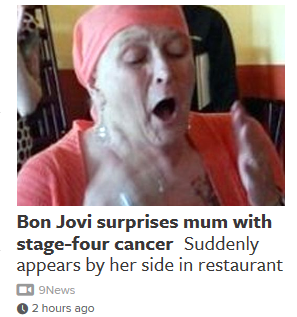 Bon Jovi surprises mum with
stage-four cancer Suddenly
appears by her side in restaurant
9News
2 hours ago